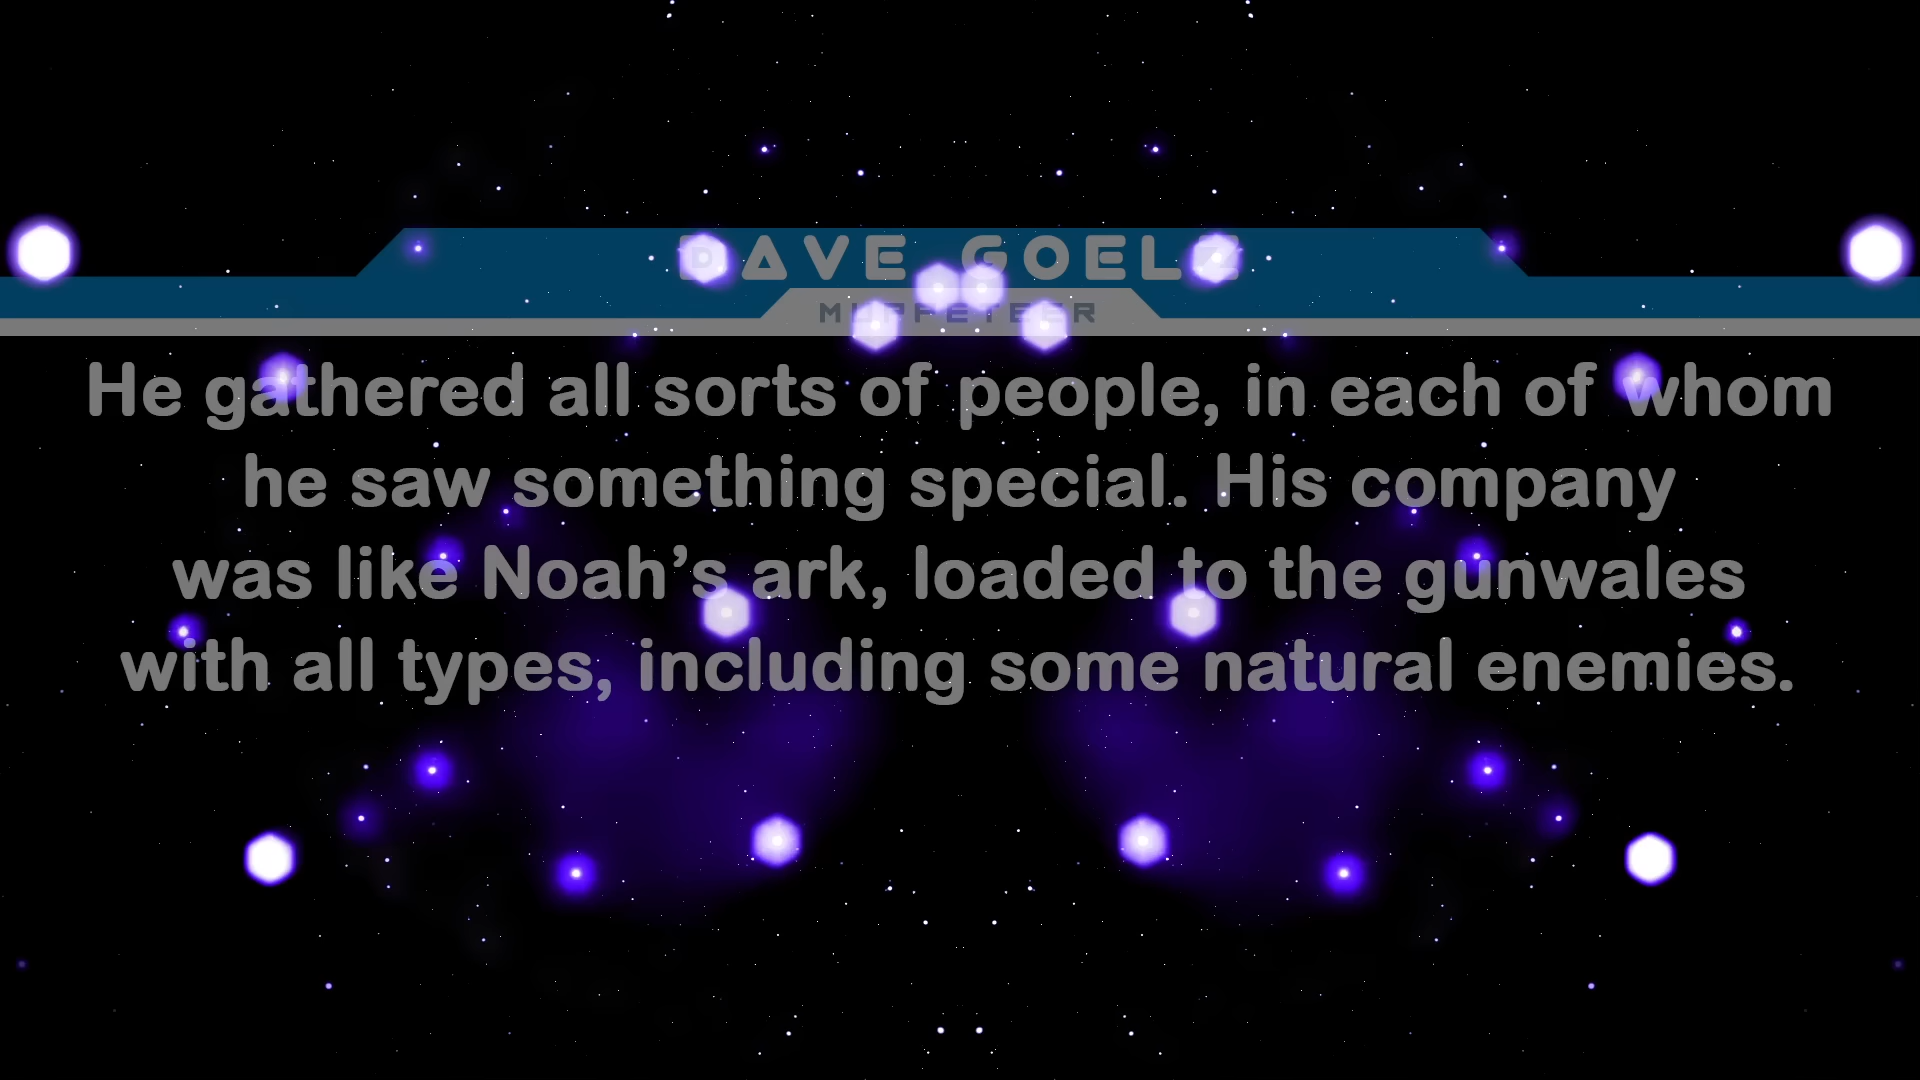 DAVE GOELZ
MUPPETEER
He gathered all sorts of people, in each of whom
he saw something special. His company
was like Noah’s ark, loaded to the gunwales
with all types, including some natural enemies.